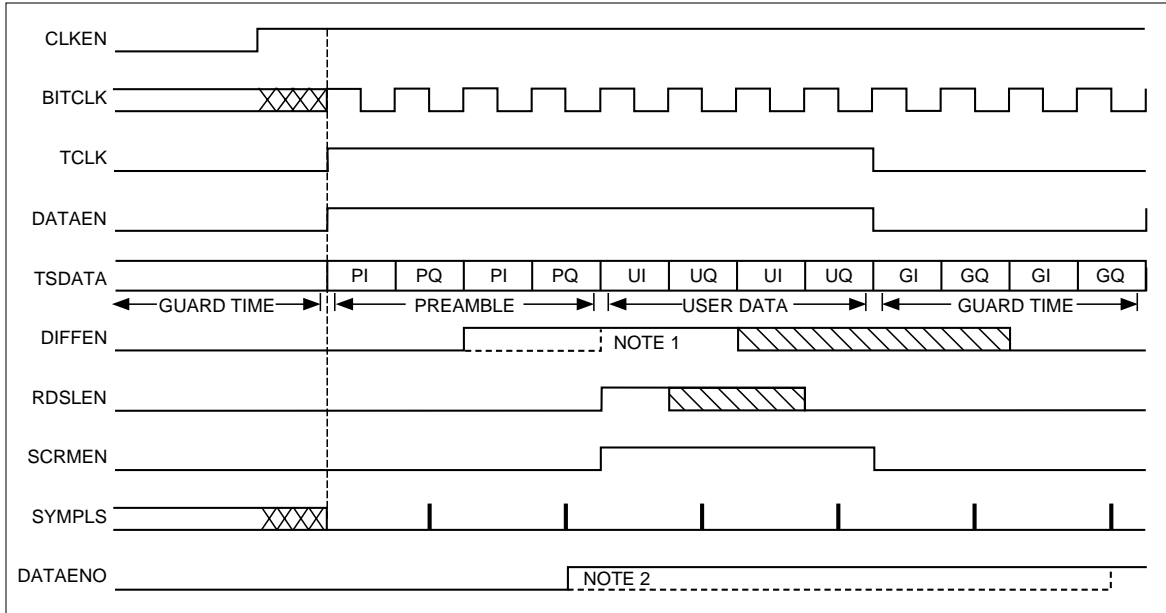 CLKEN
BITCLK
TCLK
DATAEN
TSDATA PI PQ PI PQ UI UQ UI UQ GI GQ GI GQ
GUARD TIME PREAMBLE USER DATA GUARD TIME
DIFFEN NOTE 1
RDSLEN
SCRMEN
SYMPLS
DATAENO NOTE 2